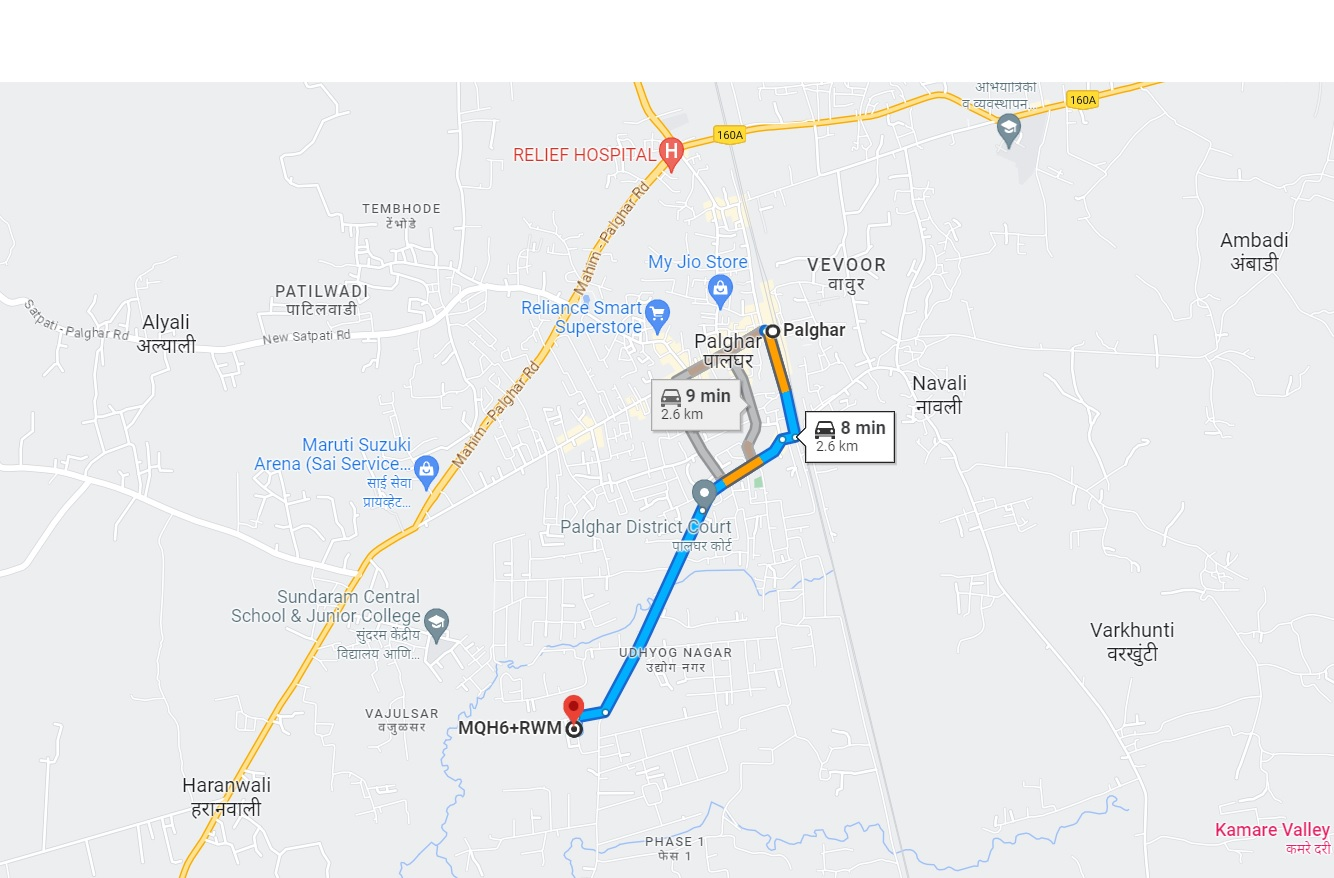 अभियांत्रिकी
व व्यवस्थापन...
160A
160A
RELIEF HOSPITAL
H
Mahim - Palghar Rd
TEMBHODE
टेंभोडे
Ambadi
अंबाडी
My Jio Store
VEVOOR
वावुर
PATILWADI
पाटिलवाडी
Reliance Smart
Superstore
Satpati - Palghar Rd
Alyali
अल्याली
New Satpati Rd
Palghar
Palghar
पालघर
Navali
नावली
9 min
2.6 km
8 min
2.6 km
Mahim - Palghar Rd
Maruti Suzuki
Arena (Sai Service...
साई सेवा
प्रायव्हेट...
Palghar District Court
पालघर कोर्ट
Sundaram Central
School & Junior College
सुंदरम केंद्रीय
विद्यालय आणि...
Varkhunti
वरखुंटी
UDHYOG NAGAR
उद्योग नगर
VAJULSAR
वजुळसर
MQH6+RWM
Haranwali
हरानवाली
PHASE 1
फेस 1
Kamare Valley
कमरे दरी